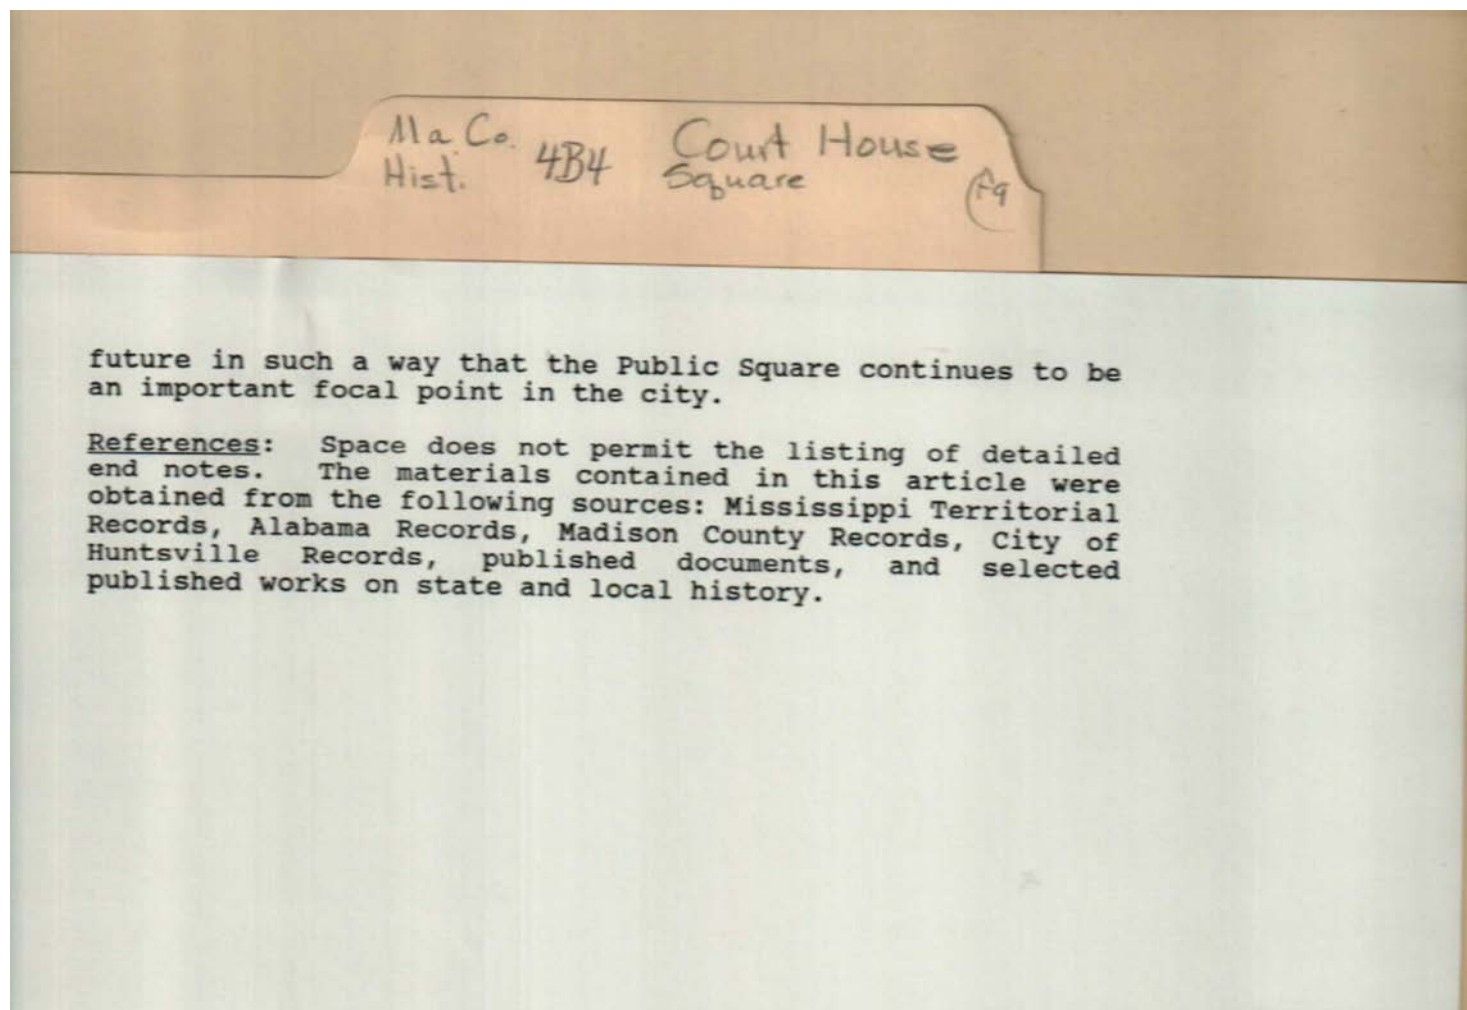 Ma. Co. 4B4 Court House
Hist. Square
future in such a way that the Public Square continues to be
an important focal point in the city.
References: Space does not permit the listing of detailed
end notes. The materials contained in this article were
obtained from the following sources: Mississippi Territorial
Records, Alabama Records, Madison County Records, City of
Huntsville Records, published documents, and selected
published works on state and local history.